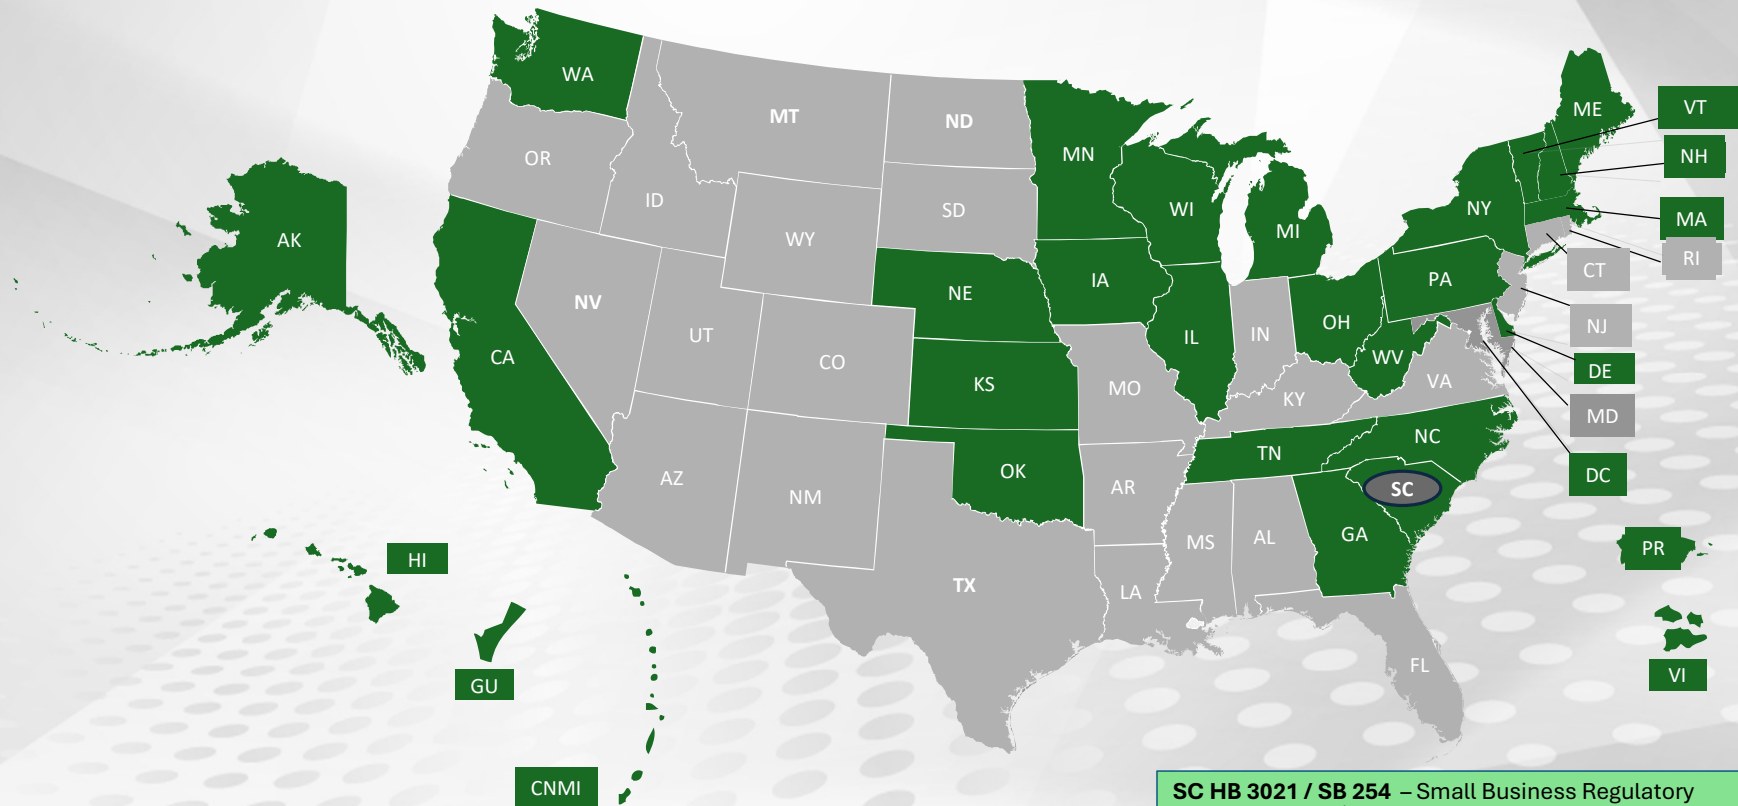 WA
MT
ND
OR
ID
SD
WY
MN
WI
MI
ME
VT
NH
NY
MA
RI
CT
AK
NV
UT
CO
NE
IA
PA
NJ
CA
KS
MO
IL
IN
OH
WV
VA
DE
KY
MD
AZ
NM
OK
AR
TN
NC
DC
SC
MS
AL
GA
HI
TX
LA
PR
FL
GU
VI
CNMI
SC HB 3021 / SB 254 – Small Business Regulatory